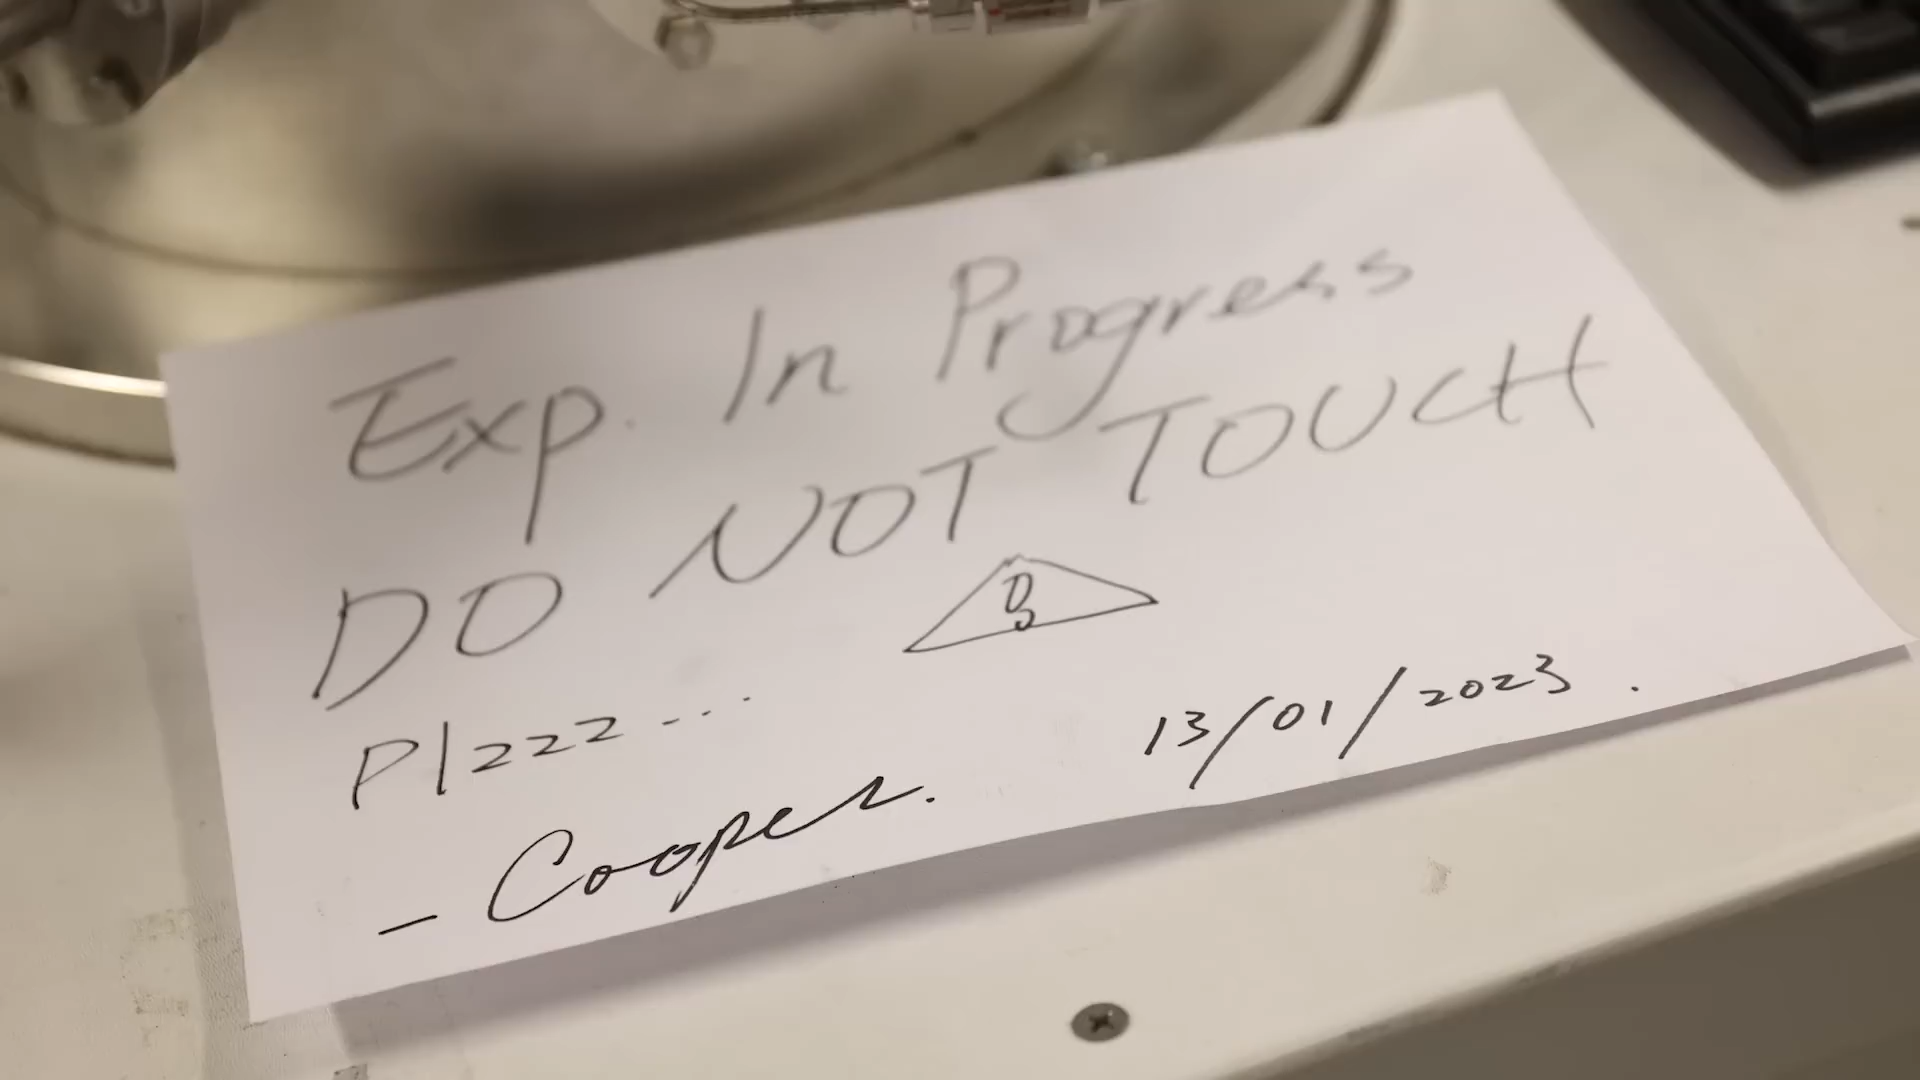 Exp. In Progress
DO NOT TOUCH
Plzzz...
- Cooper. 13/01/2023.